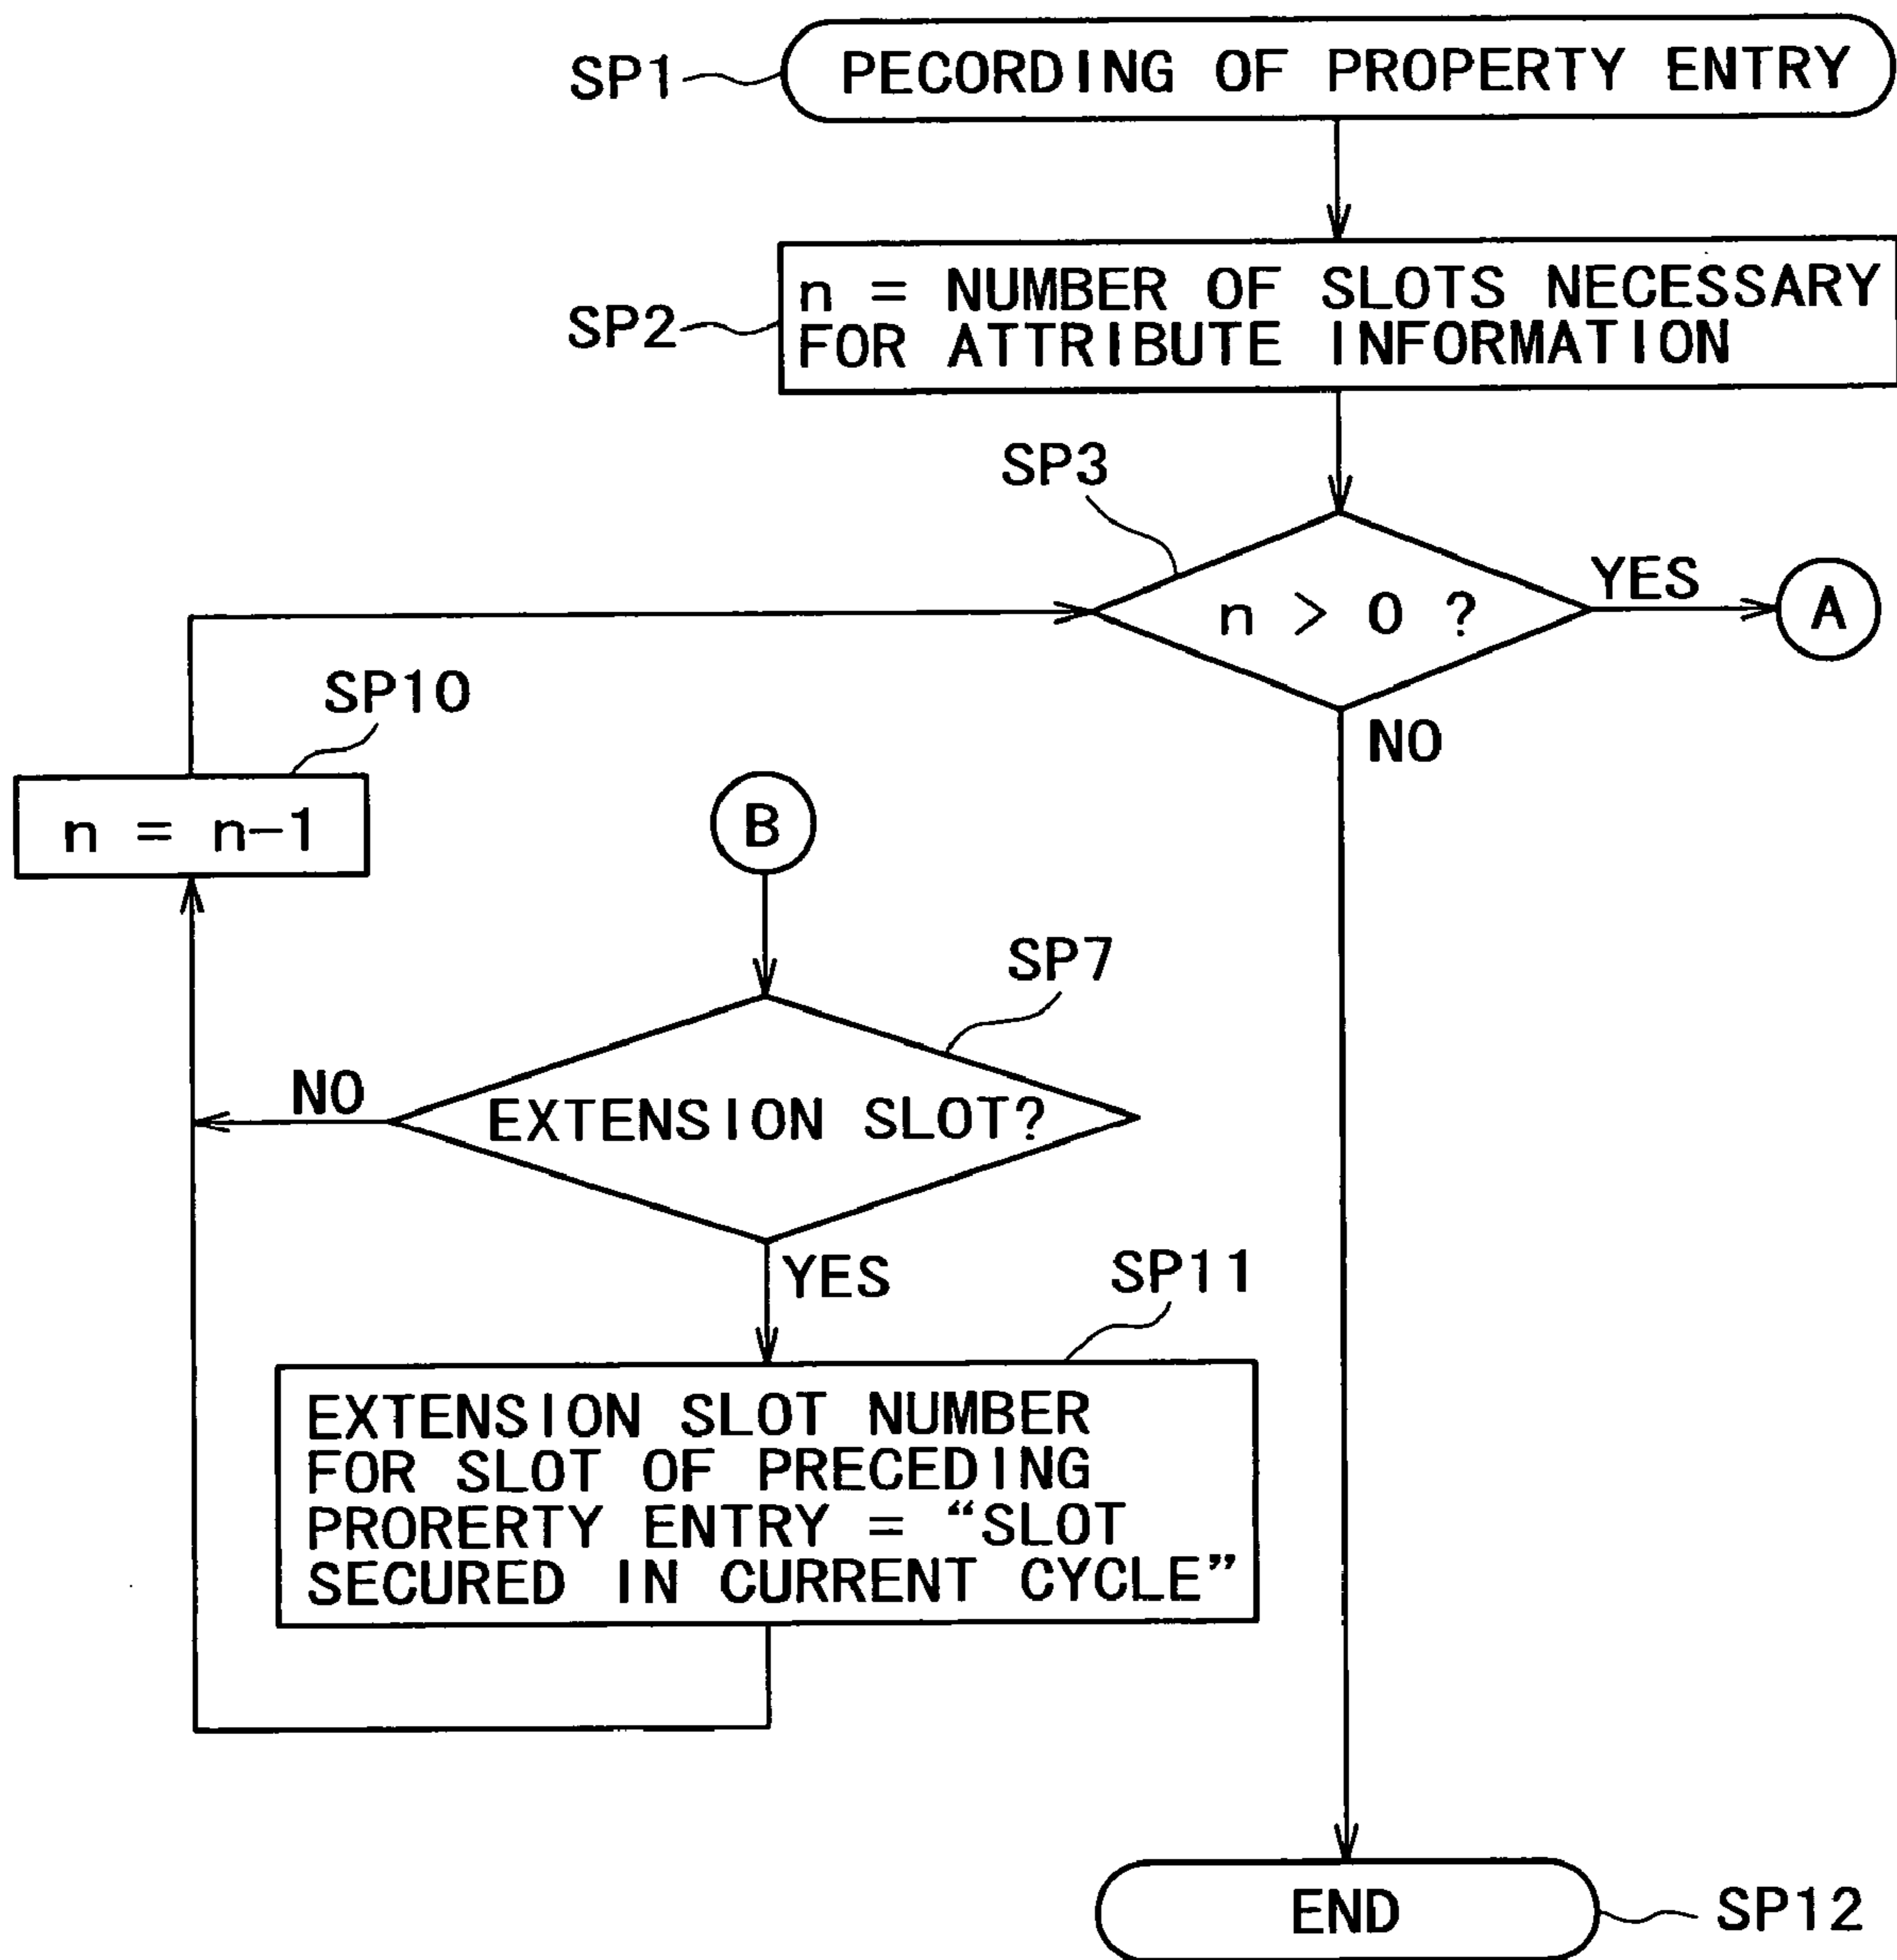 SP1
PECORDING OF PROPERTY ENTRY
SP2
n = NUMBER OF SLOTS NECESSARY
FOR ATTRIBUTE INFORMATION
SP3
n > 0 ?
YES
A
NO
SP10
n = n-1
B
SP7
EXTENSION SLOT?
NO
YES
SP11
EXTENSION SLOT NUMBER
FOR SLOT OF PRECEDING
PRORERTY ENTRY = “SLOT
SECURED IN CURRENT CYCLE”
END
SP12